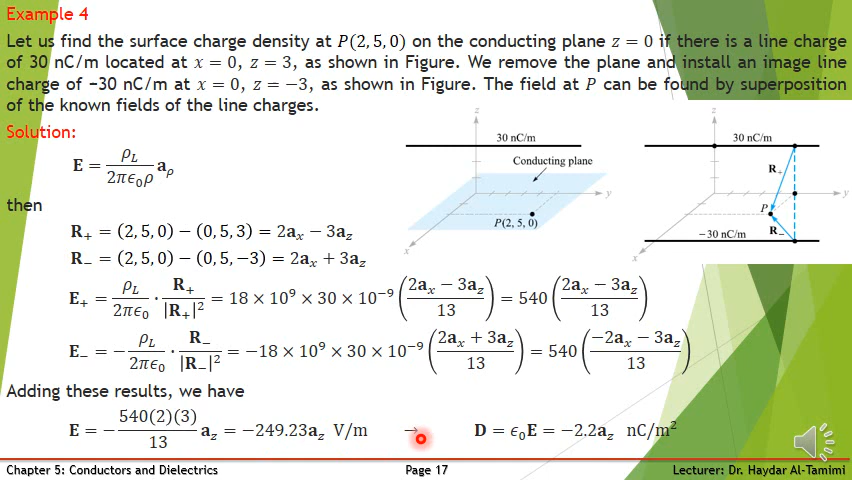 Example 4
Let us find the surface charge density at P(2, 5, 0) on the conducting plane z = 0 if there is a line charge
of 30 nC/m located at x = 0, z = 3, as shown in Figure. We remove the plane and install an image line
charge of −30 nC/m at x = 0, z = −3, as shown in Figure. The field at P can be found by superposition
of the known fields of the line charges.
Solution:
E = ρL / 2πϵ0ρ aρ
then
R+ = (2, 5, 0) − (0, 5, 3) = 2ax − 3az
R− = (2, 5, 0) − (0, 5, −3) = 2ax + 3az
z
30 nC/m
Conducting plane
y
P(2, 5, 0)
x
z
30 nC/m
R+
y
P
R−
−30 nC/m
x
E+ = ρL / 2πϵ0 · R+ / |R+|² = 18 × 10⁹ × 30 × 10⁻⁹ (2ax − 3az / 13) = 540 (2ax − 3az / 13)
E− = − ρL / 2πϵ0 · R− / |R−|² = −18 × 10⁹ × 30 × 10⁻⁹ (2ax + 3az / 13) = 540 (−2ax − 3az / 13)
Adding these results, we have
E = − 540(2)(3) / 13 az = −249.23az V/m → D = ϵ0E = −2.2az nC/m²
Chapter 5: Conductors and Dielectrics
Page 17
Lecturer: Dr. Haydar Al-Tamimi